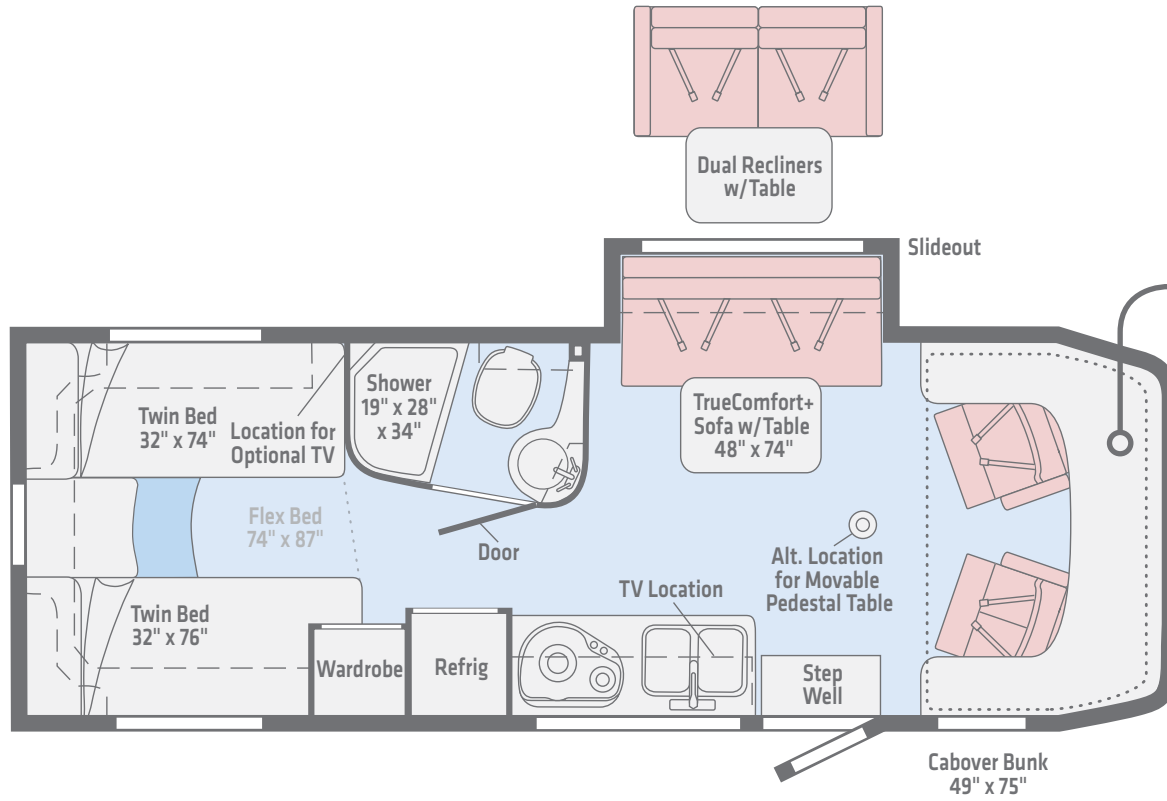 Dual Recliners
w/Table
Slideout
Twin Bed
32" x 74"
Location for
Optional TV
Shower
19" x 28"
x 34"
TrueComfort+
Sofa w/Table
48" x 74"
Flex Bed
74" x 87"
Door
Alt. Location
for Movable
Pedestal Table
TV Location
Twin Bed
32" x 76"
Wardrobe
Refrig
Step
Well
Cabover Bunk
49" x 75"